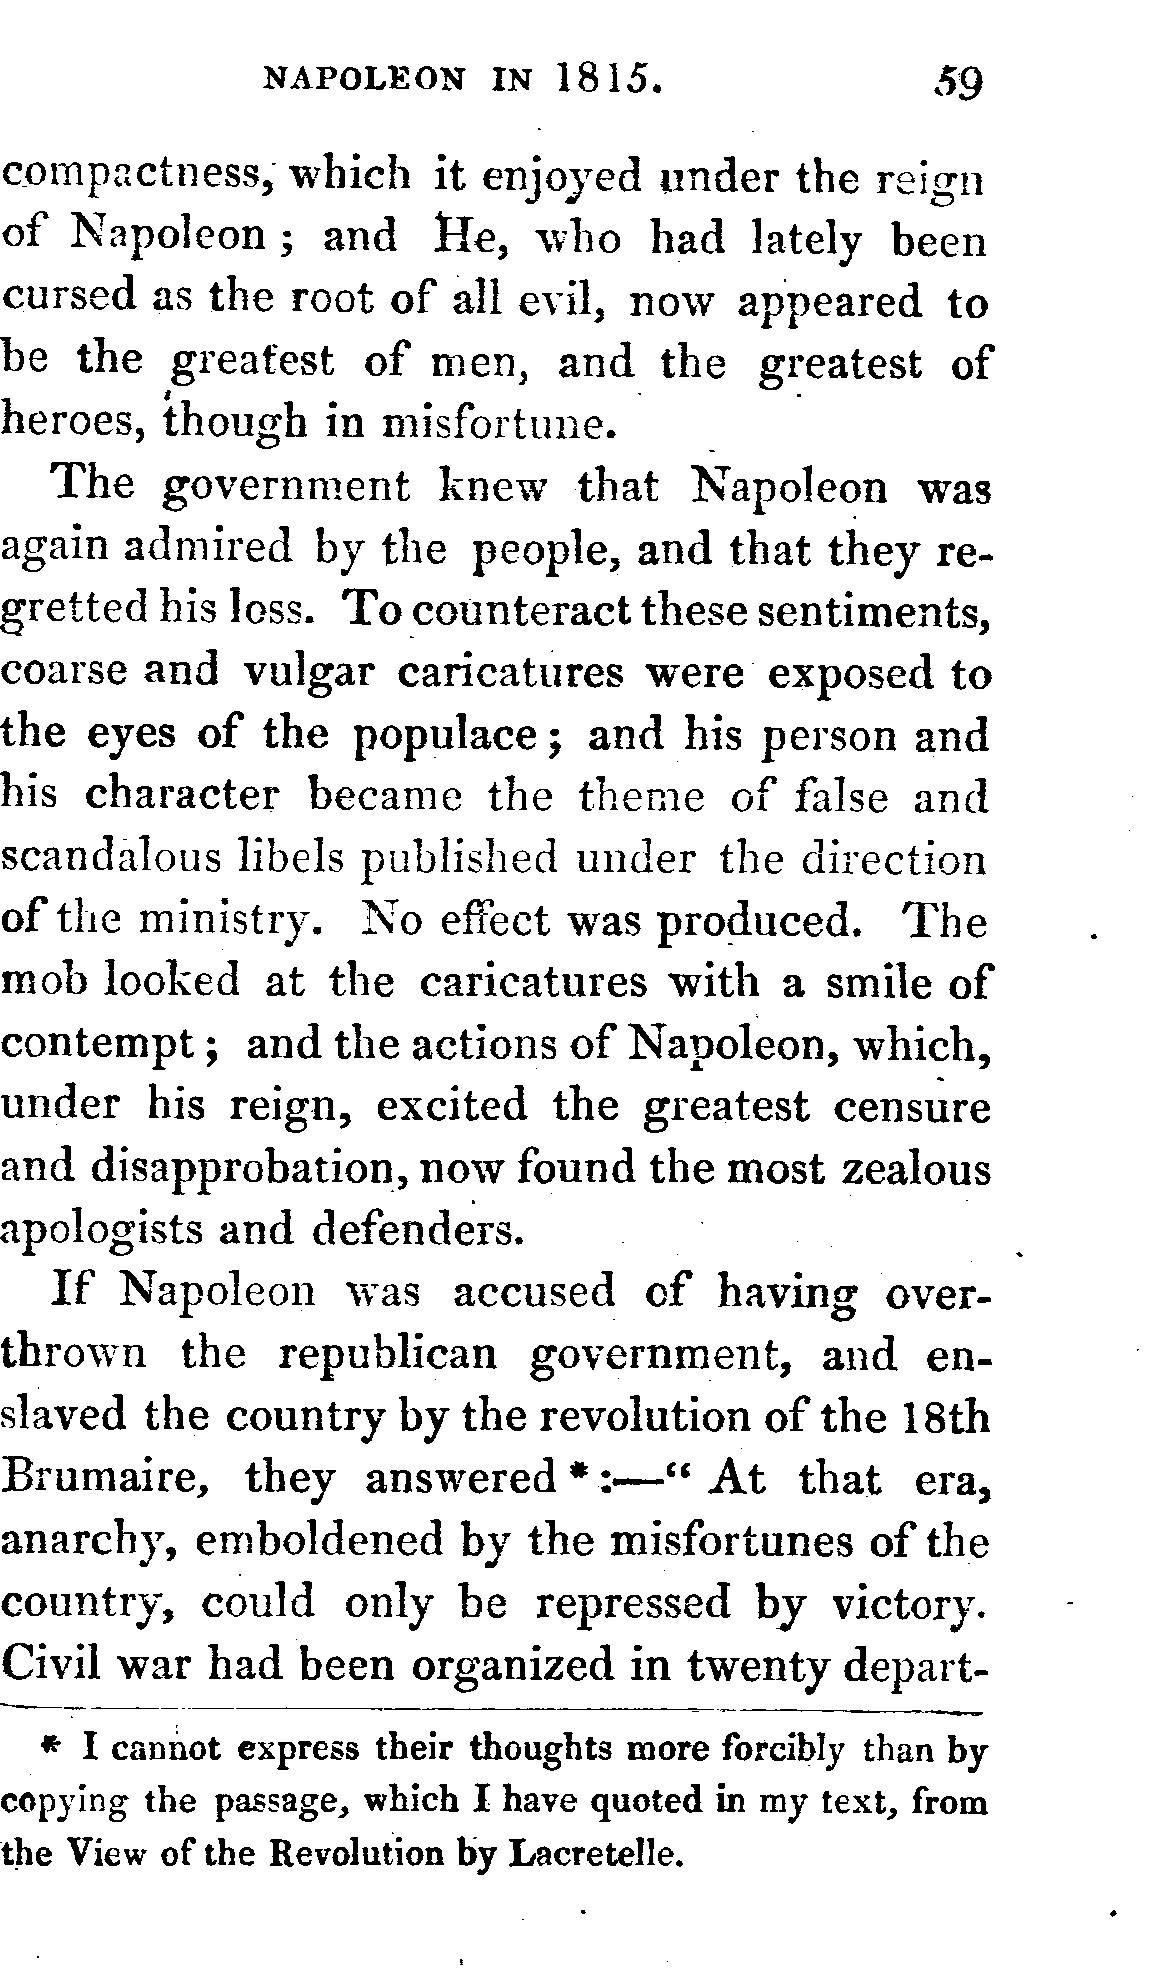 NAPOLEON IN 1815. 59
compactness, which it enjoyed under the reign
of Napoleon ; and He, who had lately been
cursed as the root of all evil, now appeared to
be the greatest of men, and the greatest of
heroes, though in misfortune.
The government knew that Napoleon was
again admired by the people, and that they re-
gretted his loss. To counteract these sentiments,
coarse and vulgar caricatures were exposed to
the eyes of the populace ; and his person and
his character became the theme of false and
scandalous libels published under the direction
of the ministry. No effect was produced. The
mob looked at the caricatures with a smile of
contempt ; and the actions of Napoleon, which,
under his reign, excited the greatest censure
and disapprobation, now found the most zealous
apologists and defenders.
If Napoleon was accused of having over-
thrown the republican government, and en-
slaved the country by the revolution of the 18th
Brumaire, they answered * :—“ At that era,
anarchy, emboldened by the misfortunes of the
country, could only be repressed by victory.
Civil war had been organized in twenty depart-
* I cannot express their thoughts more forcibly than by
copying the passage, which I have quoted in my text, from
the View of the Revolution by Lacretelle.